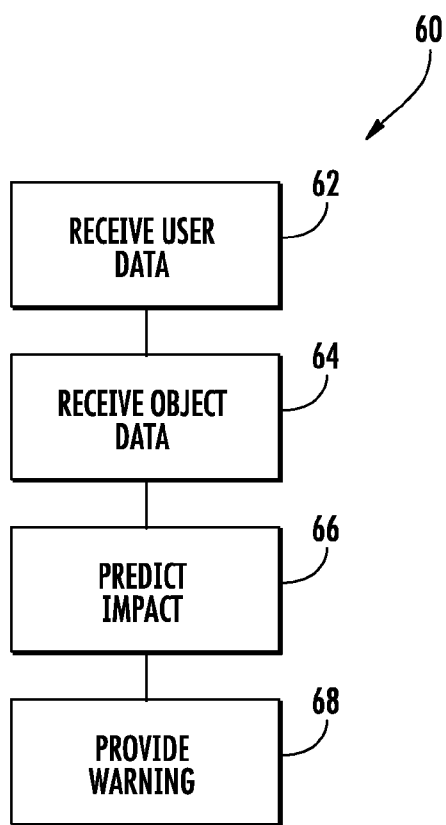 60
62
RECEIVE USER
DATA
64
RECEIVE OBJECT
DATA
66
PREDICT
IMPACT
68
PROVIDE
WARNING